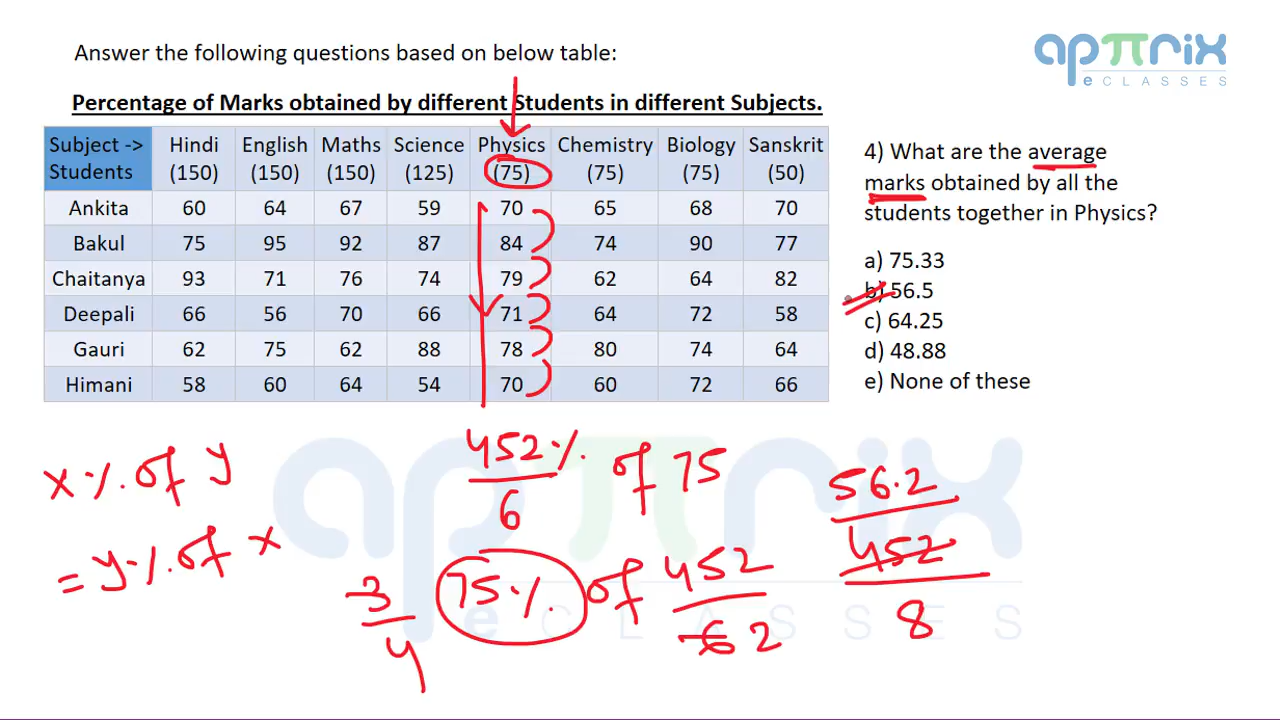 Answer the following questions based on below table:
apππrix
e CLASSES
Percentage of Marks obtained by different Students in different Subjects.
Subject -> Students Hindi (150) English (150) Maths (150) Science (125) Physics (75) Chemistry (75) Biology (75) Sanskrit (50)
Ankita 60 64 67 59 70 65 68 70
Bakul 75 95 92 87 84 74 90 77
Chaitanya 93 71 76 74 79 62 64 82
Deepali 66 56 70 66 71 64 72 58
Gauri 62 75 62 88 78 80 74 64
Himani 58 60 64 54 70 60 72 66
4) What are the average
marks obtained by all the
students together in Physics?
a) 75.33
b) 56.5
c) 64.25
d) 48.88
e) None of these
x % of y
= y % of x
452 % / 6 of 75
3/4 75 % of 452 / 6 2
56.2
452
8
apππrix
e CLASSES